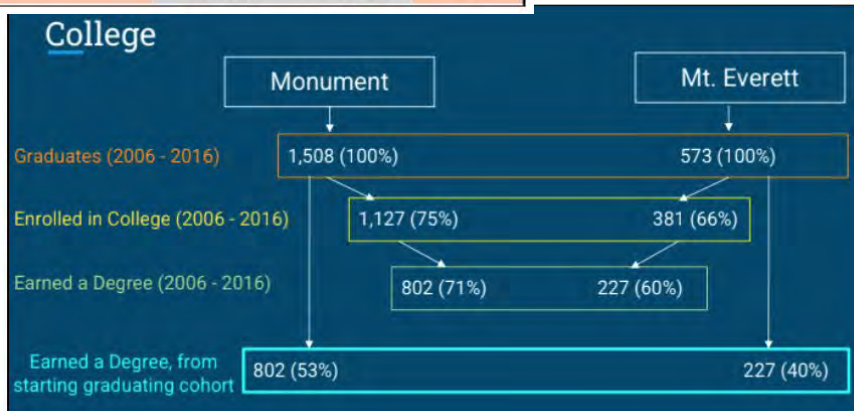 College
Monument
Mt. Everett
Graduates (2006 - 2016)
1,508 (100%)
573 (100%)
Enrolled in College (2006 - 2016)
1,127 (75%)
381 (66%)
Earned a Degree (2006 - 2016)
802 (71%)
227 (60%)
Earned a Degree, from
starting graduating cohort
802 (53%)
227 (40%)